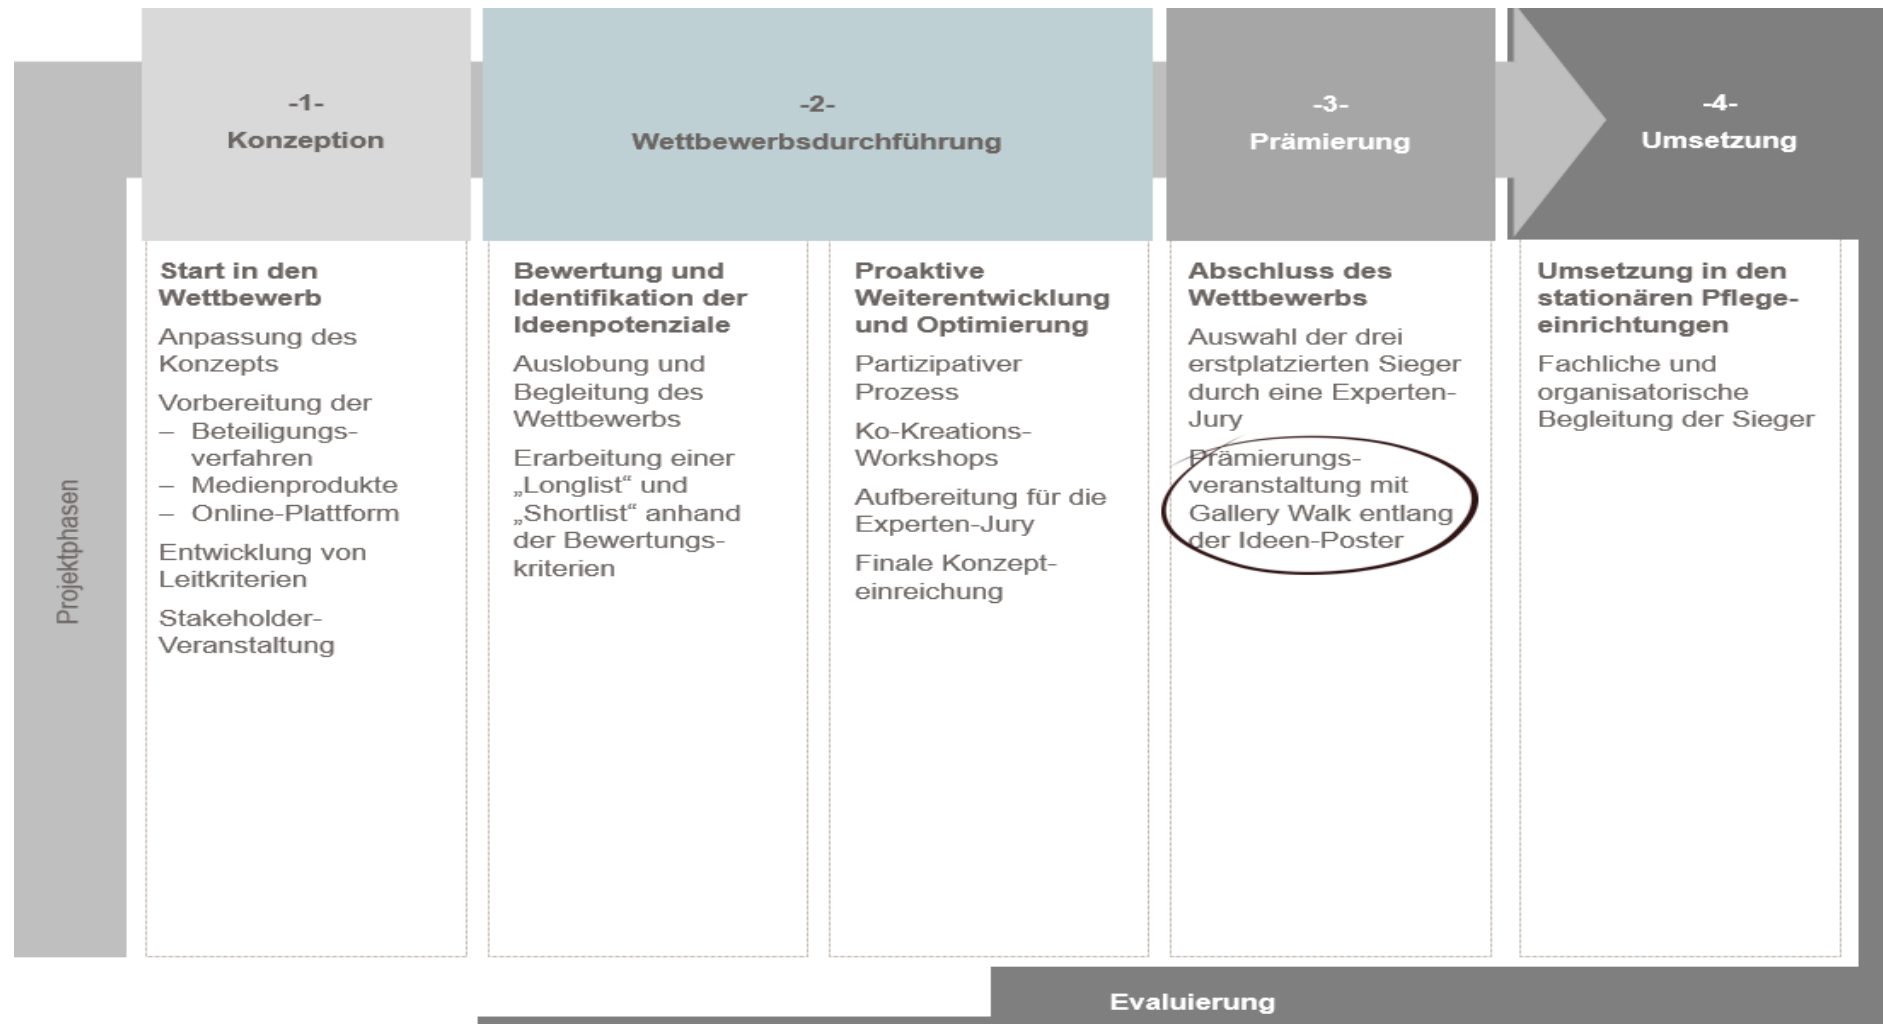 Projektphasen
-1-
Konzeption
-2-
Wettbewerbsdurchführung
-3-
Prämierung
-4-
Umsetzung
Start in den
Wettbewerb
Anpassung des
Konzepts
Vorbereitung der
– Beteiligungs-
verfahren
– Medienprodukte
– Online-Plattform
Entwicklung von
Leitkriterien
Stakeholder-
Veranstaltung
Bewertung und
Identifikation der
Ideenpotenziale
Auslobung und
Begleitung des
Wettbewerbs
Erarbeitung einer
„Longlist“ und
„Shortlist“ anhand
der Bewertungs-
kriterien
Proaktive
Weiterentwicklung
und Optimierung
Partizipativer
Prozess
Ko-Kreations-
Workshops
Aufbereitung für die
Experten-Jury
Finale Konzept-
einreichung
Abschluss des
Wettbewerbs
Auswahl der drei
erstplatzierten Sieger
durch eine Experten-
Jury
Prämierungs-
veranstaltung mit
Gallery Walk entlang
der Ideen-Poster
Umsetzung in den
stationären Pflege-
einrichtungen
Fachliche und
organisatorische
Begleitung der Sieger
Evaluierung